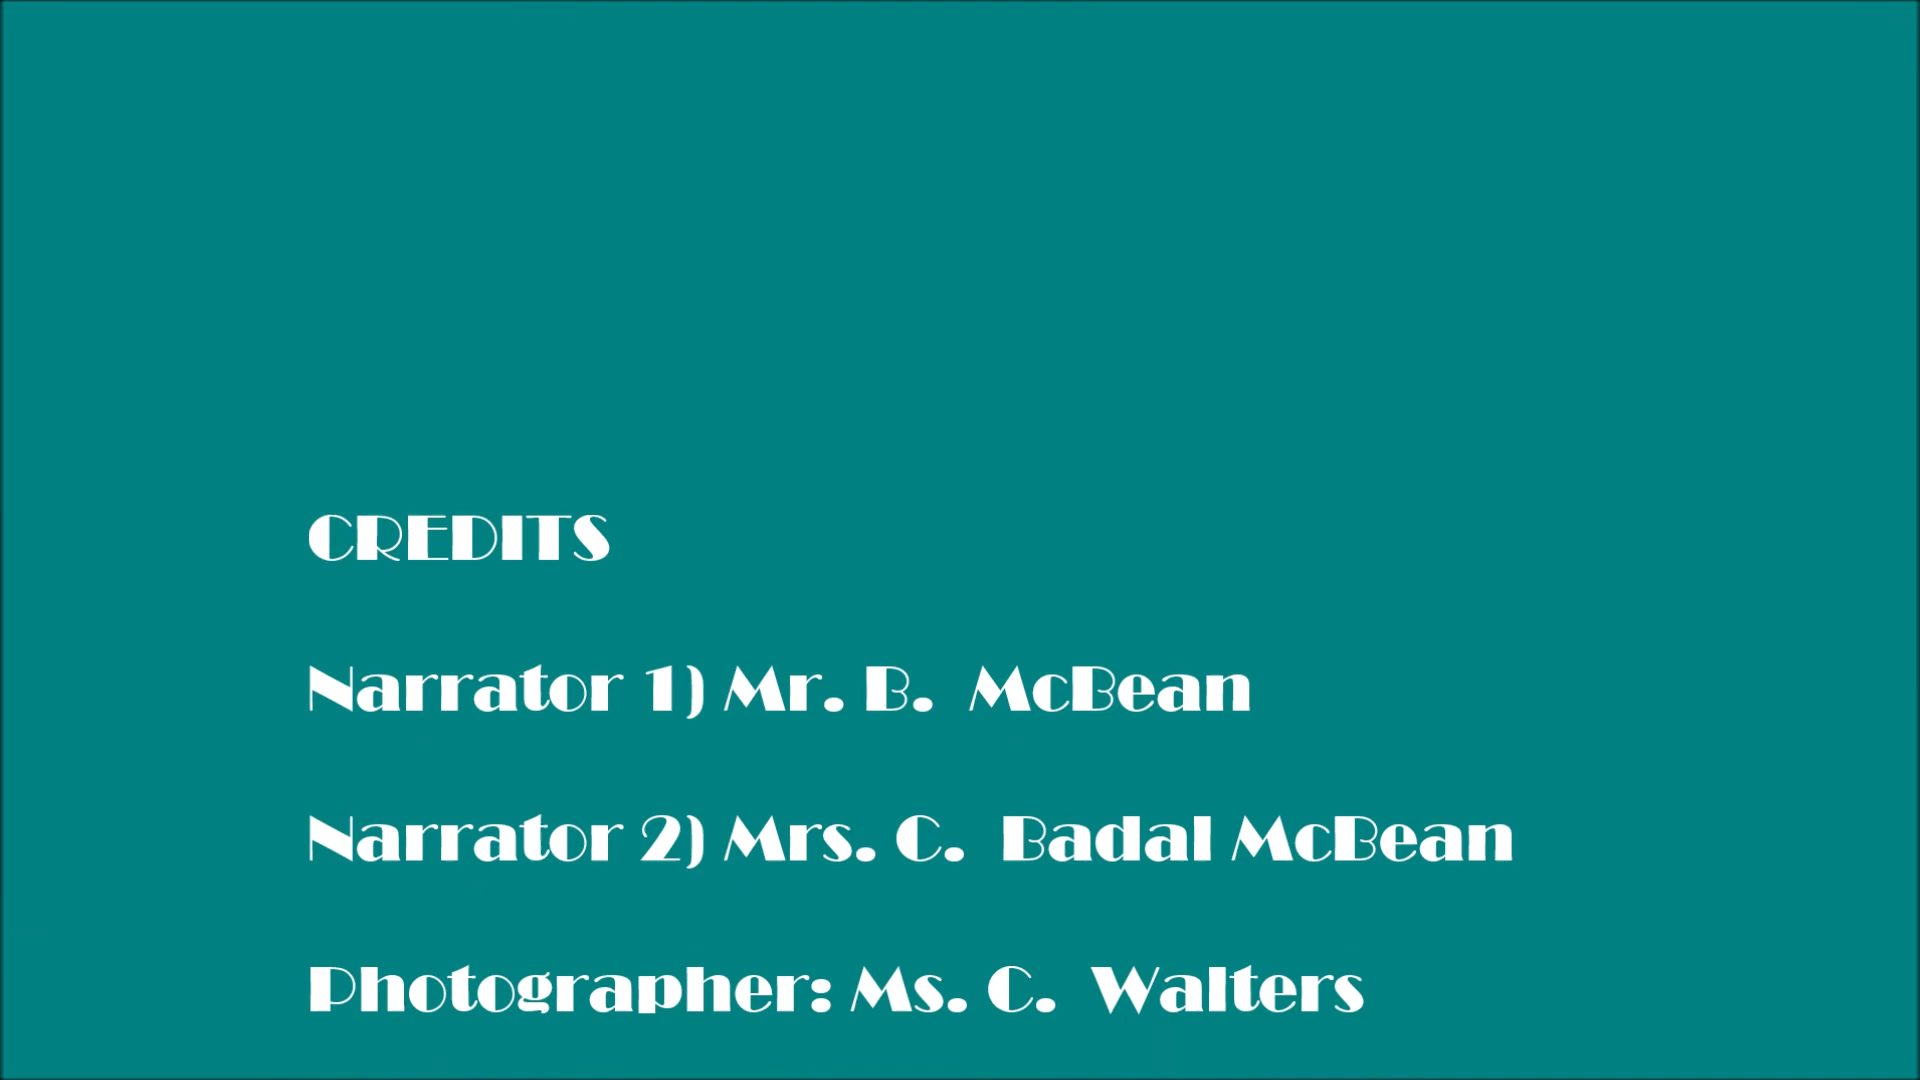 CREDITS
Narrator 1) Mr. B. McBean
Narrator 2) Mrs. C. Badal McBean
Photographer: Ms. C. Walters